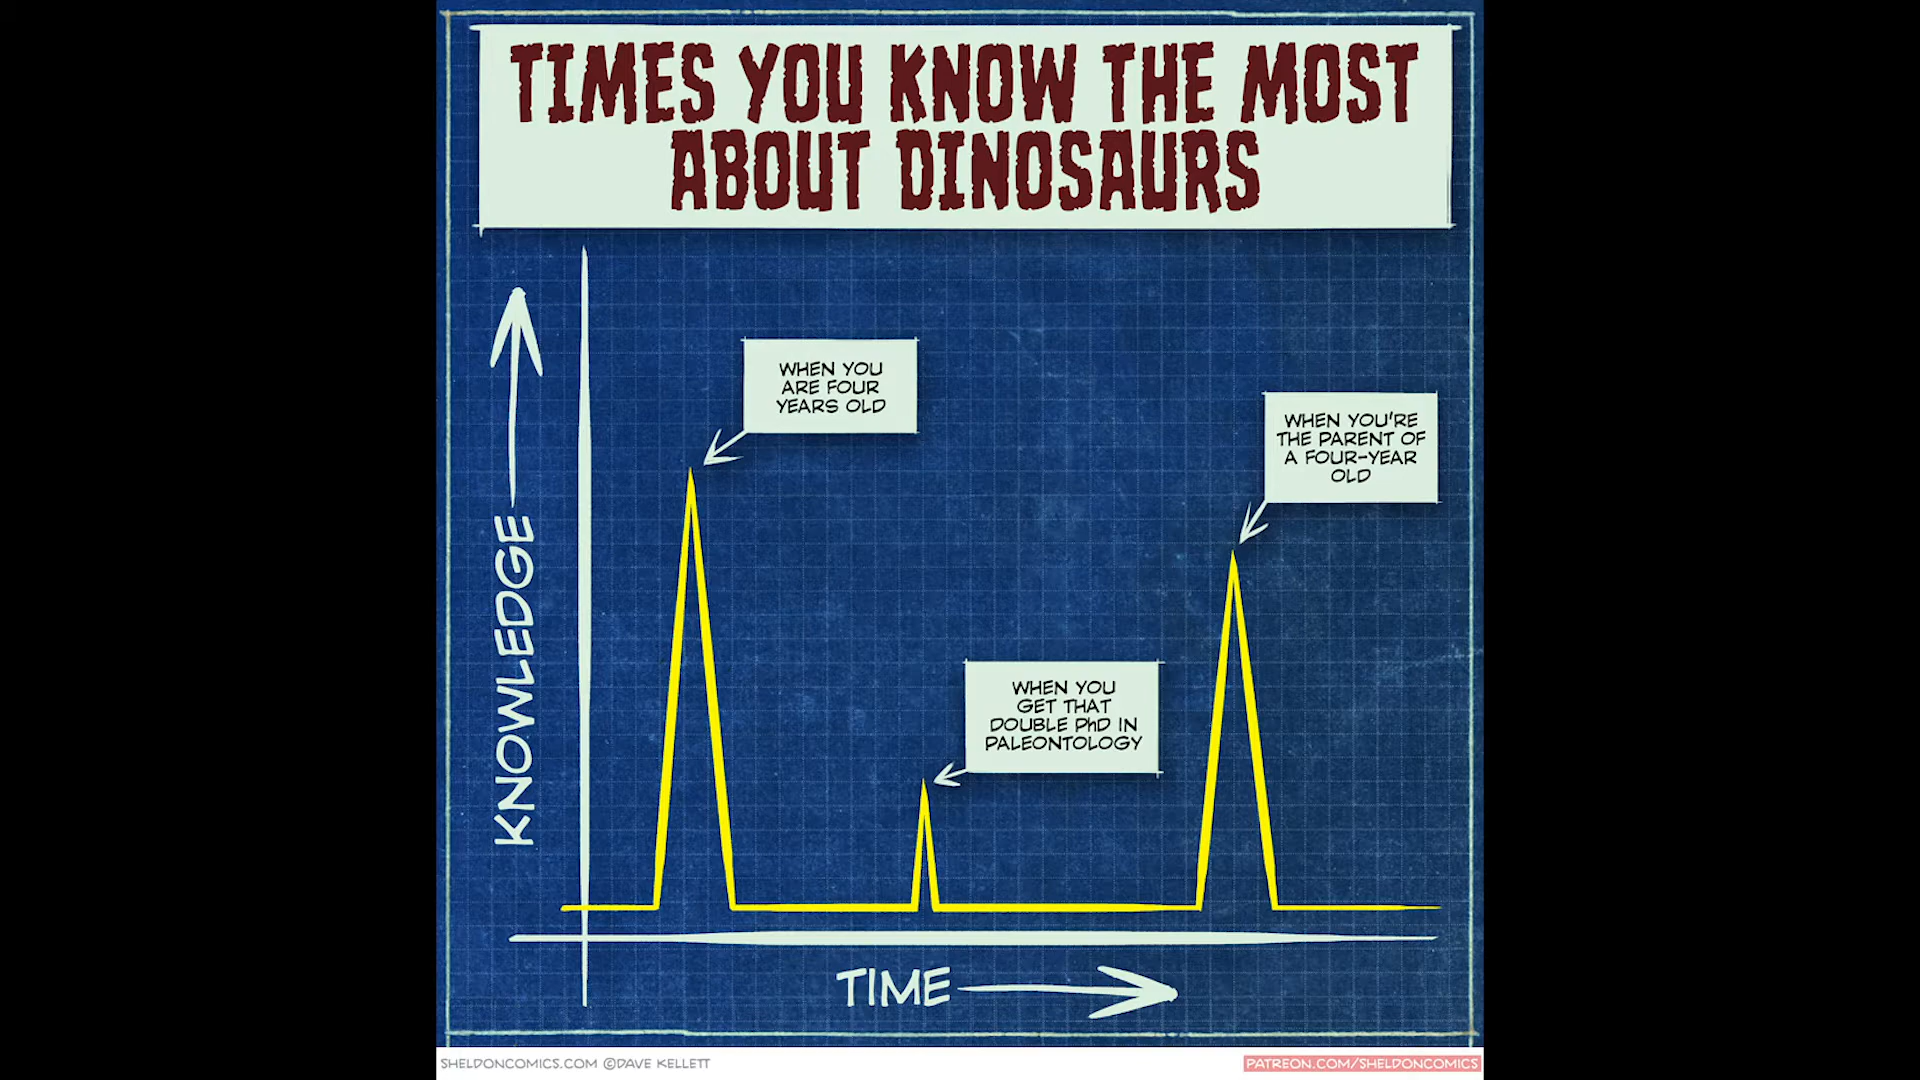 TIMES YOU KNOW THE MOST
ABOUT DINOSAURS
WHEN YOU
ARE FOUR
YEARS OLD
WHEN YOU'RE
THE PARENT OF
A FOUR-YEAR
OLD
WHEN YOU
GET THAT
DOUBLE PhD IN
PALEONTOLOGY
KNOWLEDGE
TIME
SHELDONCOMICS.COM ©DAVE KELLETT
PATREON.COM/SHELDONCOMICS